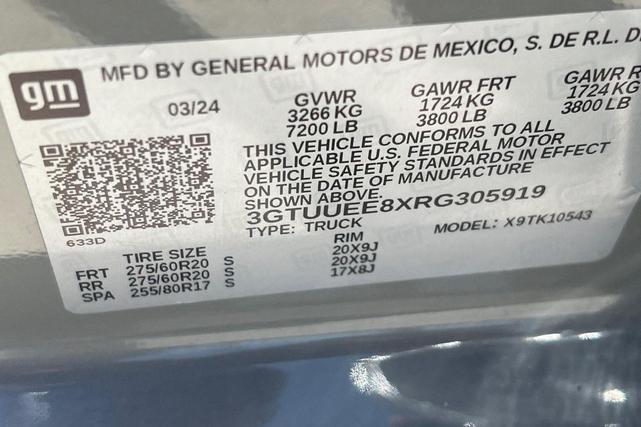 gm
MFD BY GENERAL MOTORS DE MEXICO, S. DE R.L. D
03/24
GVWR
3266 KG
7200 LB
GAWR FRT
1724 KG
3800 LB
GAWR R
1724 KG
3800 LB
THIS VEHICLE CONFORMS TO ALL
APPLICABLE U.S. FEDERAL MOTOR
VEHICLE SAFETY STANDARDS IN EFFECT
ON THE DATE OF MANUFACTURE
SHOWN ABOVE.
3GTUUEE8XRG305919
TYPE: TRUCK
MODEL: X9TK10543
633D
TIRE SIZE RIM
FRT 275/60R20 S 20X9J
RR 275/60R20 S 20X9J
SPA 255/80R17 S 17X8J